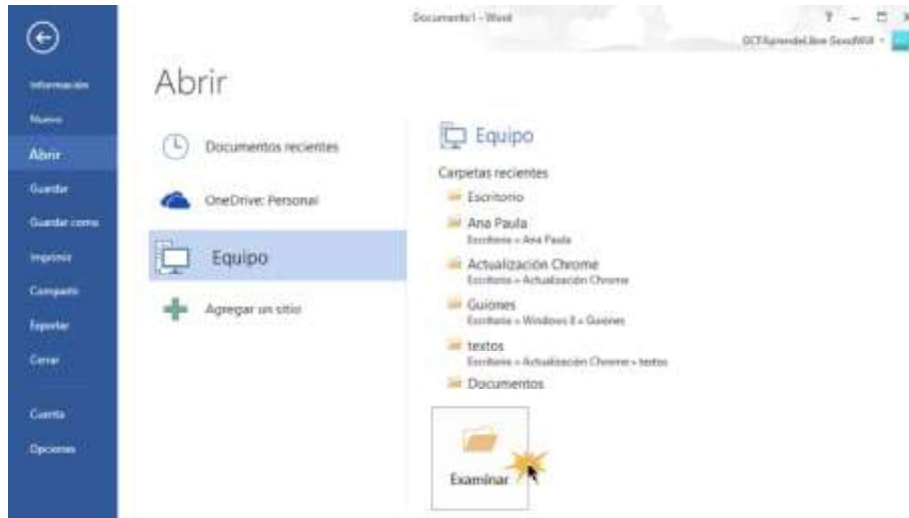 Documento1 - Word
GCFAprendeLibre GoodWill
Información
Nuevo
Abrir
Guardar
Guardar como
Imprimir
Compartir
Exportar
Cerrar
Cuenta
Opciones
Abrir
Documentos recientes
OneDrive: Personal
Equipo
Agregar un sitio
Equipo
Carpetas recientes
Escritorio
Ana Paula
Escritorio » Ana Paula
Actualización Chrome
Escritorio » Actualización Chrome
Guiones
Escritorio » Windows 8 » Guiones
textos
Escritorio » Actualización Chrome » textos
Documentos
Examinar